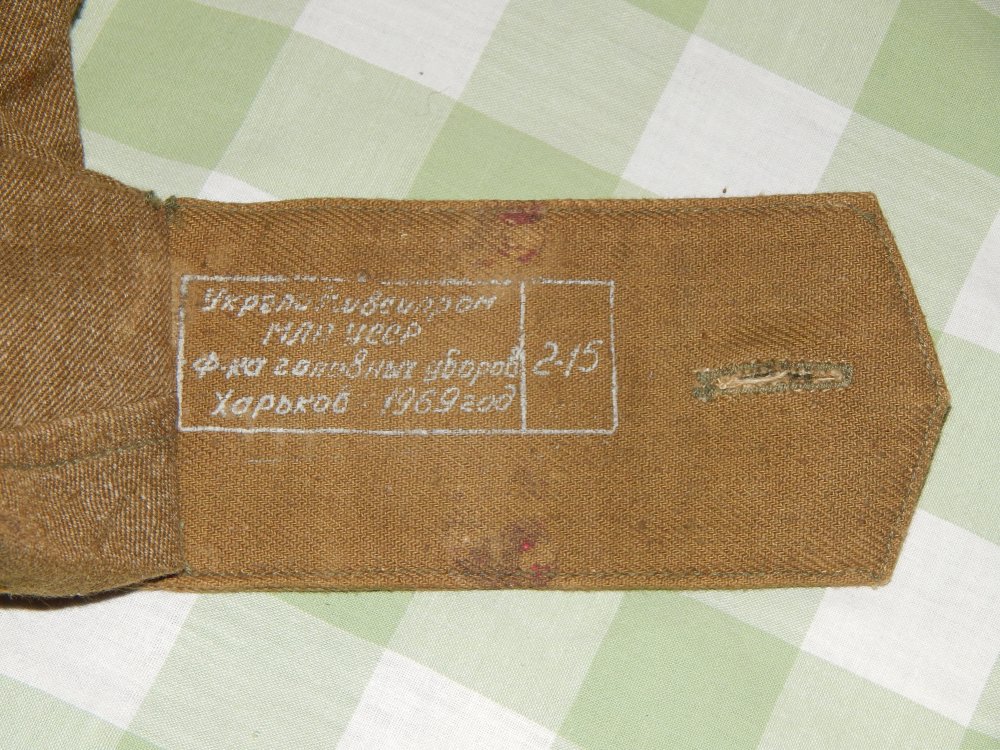 МЛП УССР
Ф-ка головных уборов
Харьков · 1969 год
2-15